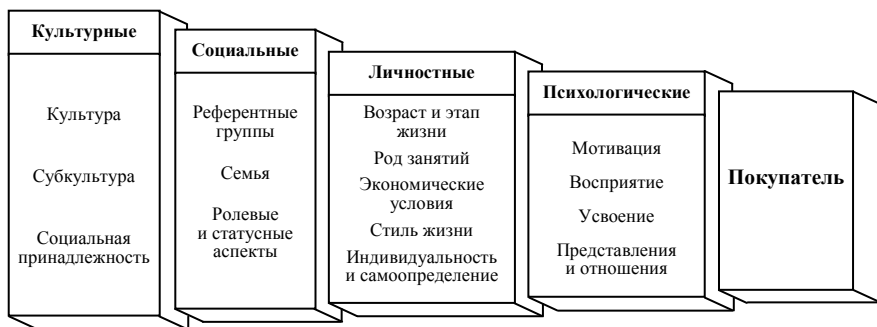 Культурные
Культура
Субкультура
Социальная
принадлежность
Социальные
Референтные
группы
Семья
Ролевые
и статусные
аспекты
Личностные
Возраст и этап
жизни
Род занятий
Экономические
условия
Стиль жизни
Индивидуальность
и самоопределение
Психологические
Мотивация
Восприятие
Усвоение
Представления
и отношения
Покупатель